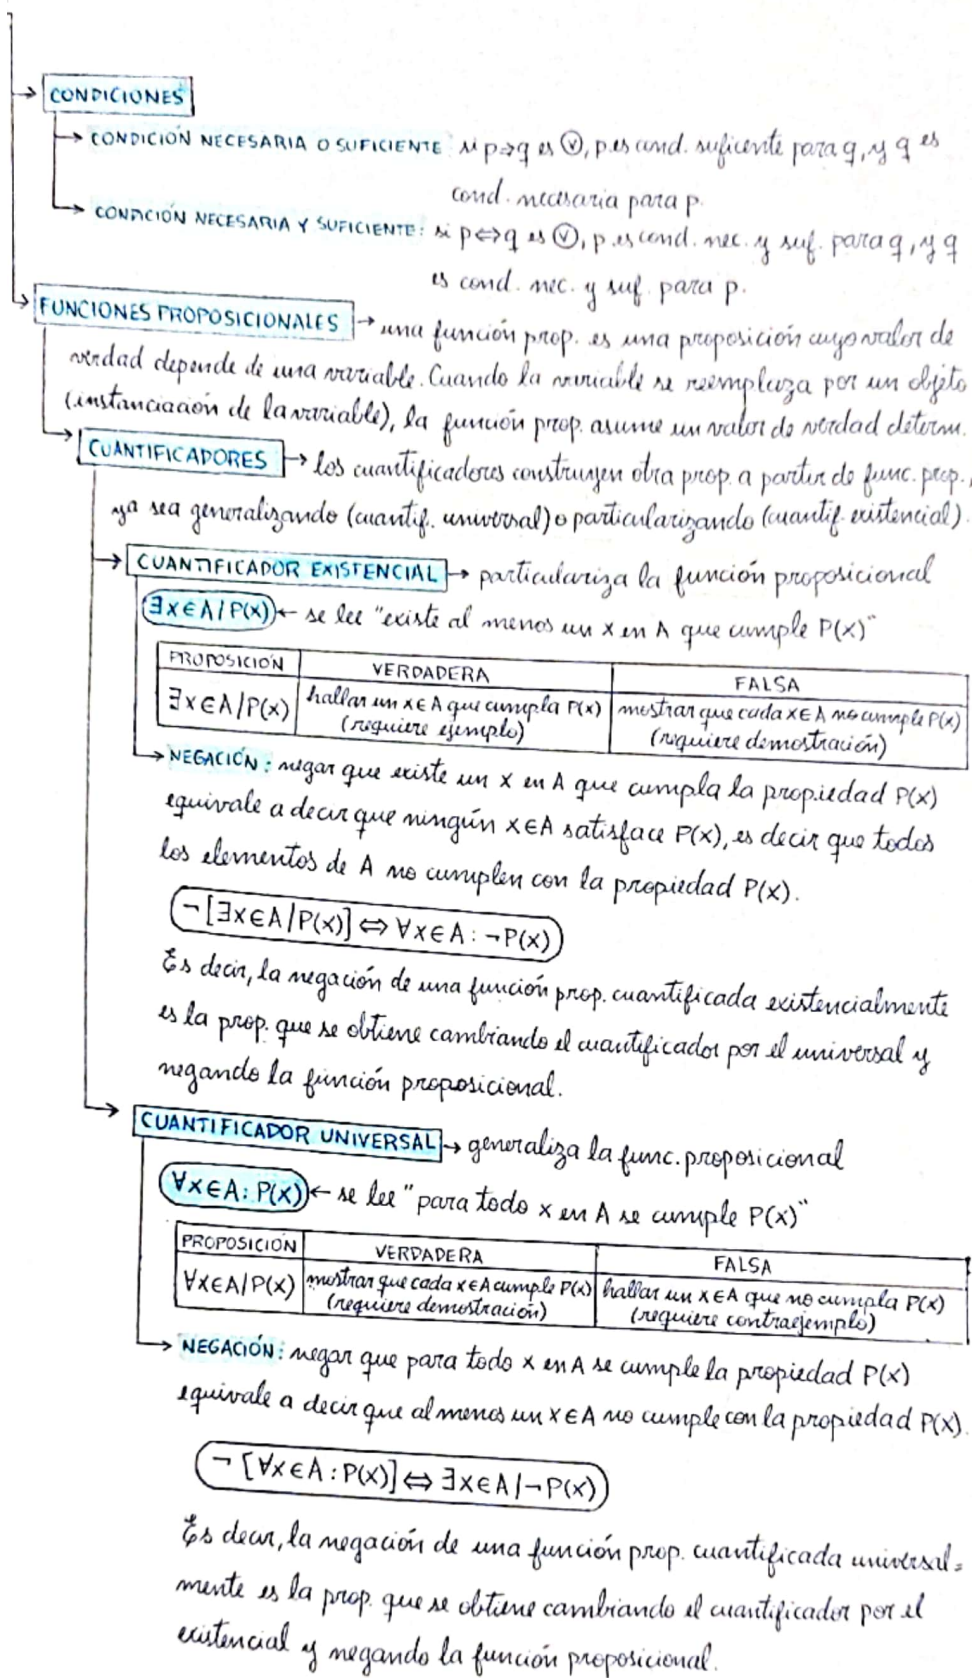 CONDICIONES
CONDICIÓN NECESARIA O SUFICIENTE: si p⇒q es Ⓥ, p es cond. suficiente para q, y q es
cond. necesaria para p.
CONDICIÓN NECESARIA Y SUFICIENTE: si p⇔q es Ⓥ, p es cond. nec. y suf. para q, y q
es cond. nec. y suf. para p.
FUNCIONES PROPOSICIONALES → una función prop. es una proposición cuyo valor de
verdad depende de una variable. Cuando la variable se reemplaza por un objeto
(instanciación de la variable), la función prop. asume un valor de verdad determ.
CUANTIFICADORES → los cuantificadores construyen otra prop. a partir de func. prop.,
ya sea generalizando (cuantif. universal) o particularizando (cuantif. existencial).
CUANTIFICADOR EXISTENCIAL → particulariza la función proposicional
∃x∈A/P(x) ← se lee "existe al menos un x en A que cumple P(x)"
PROPOSICIÓN VERDADERA FALSA
∃x∈A/P(x) hallar un x∈A que cumpla P(x) mostrar que cada x∈A no cumple P(x)
(requiere ejemplo) (requiere demostración)
NEGACIÓN: negar que existe un x en A que cumpla la propiedad P(x)
equivale a decir que ningún x∈A satisface P(x), es decir que todos
los elementos de A no cumplen con la propiedad P(x).
¬[∃x∈A/P(x)] ⇔ ∀x∈A: ¬P(x)
Es decir, la negación de una función prop. cuantificada existencialmente
es la prop. que se obtiene cambiando el cuantificador por el universal y
negando la función proposicional.
CUANTIFICADOR UNIVERSAL → generaliza la func. proposicional
∀x∈A: P(x) ← se lee "para todo x en A se cumple P(x)"
PROPOSICIÓN VERDADERA FALSA
∀x∈A/P(x) mostrar que cada x∈A cumple P(x) hallar un x∈A que no cumpla P(x)
(requiere demostración) (requiere contraejemplo)
NEGACIÓN: negar que para todo x en A se cumple la propiedad P(x)
equivale a decir que al menos un x∈A no cumple con la propiedad P(x).
¬[∀x∈A: P(x)] ⇔ ∃x∈A/¬P(x)
Es decir, la negación de una función prop. cuantificada universal-
mente es la prop. que se obtiene cambiando el cuantificador por el
existencial y negando la función proposicional.